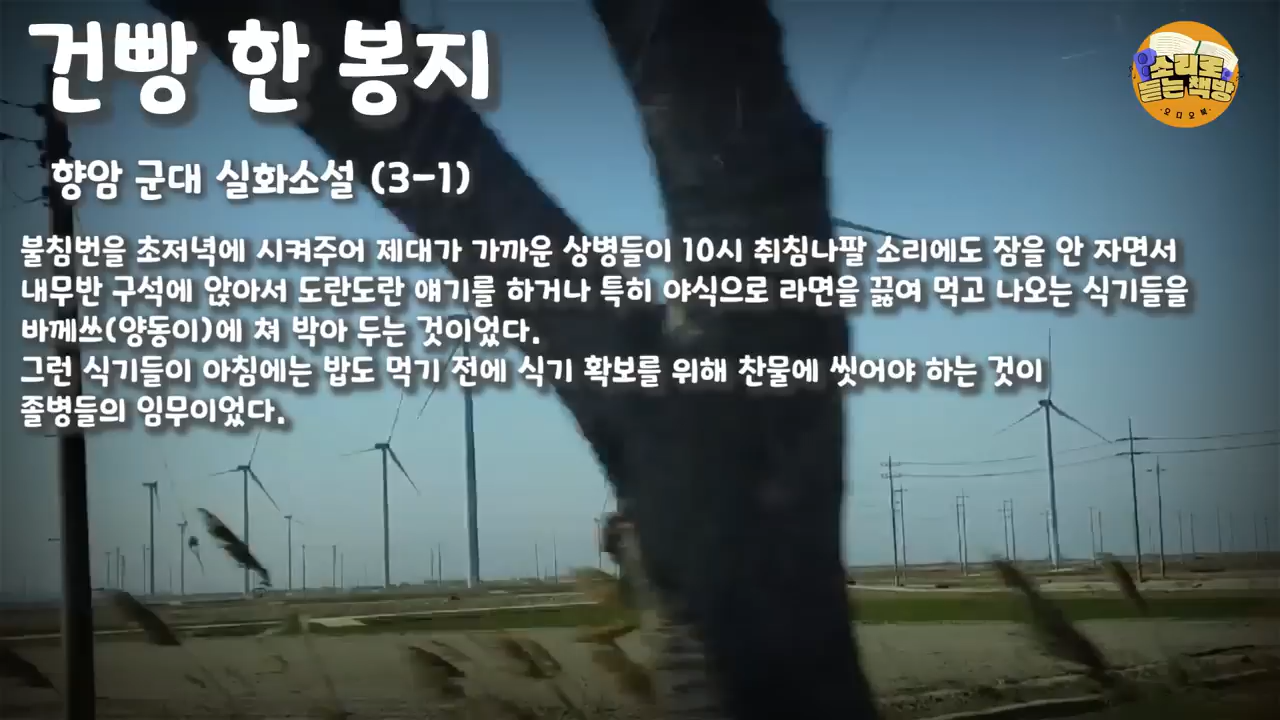 건빵 한 봉지
소리로
듣는 책방
·오디오북·
향암 군대 실화소설 (3-1)
불침번을 초저녁에 시켜주어 제대가 가까운 상병들이 10시 취침나팔 소리에도 잠을 안 자면서
내무반 구석에 앉아서 도란도란 얘기를 하거나 특히 야식으로 라면을 끓여 먹고 나오는 식기들을
바께쓰(양동이)에 쳐 박아 두는 것이었다.
그런 식기들이 아침에는 밥도 먹기 전에 식기 확보를 위해 찬물에 씻어야 하는 것이
졸병들의 임무이었다.